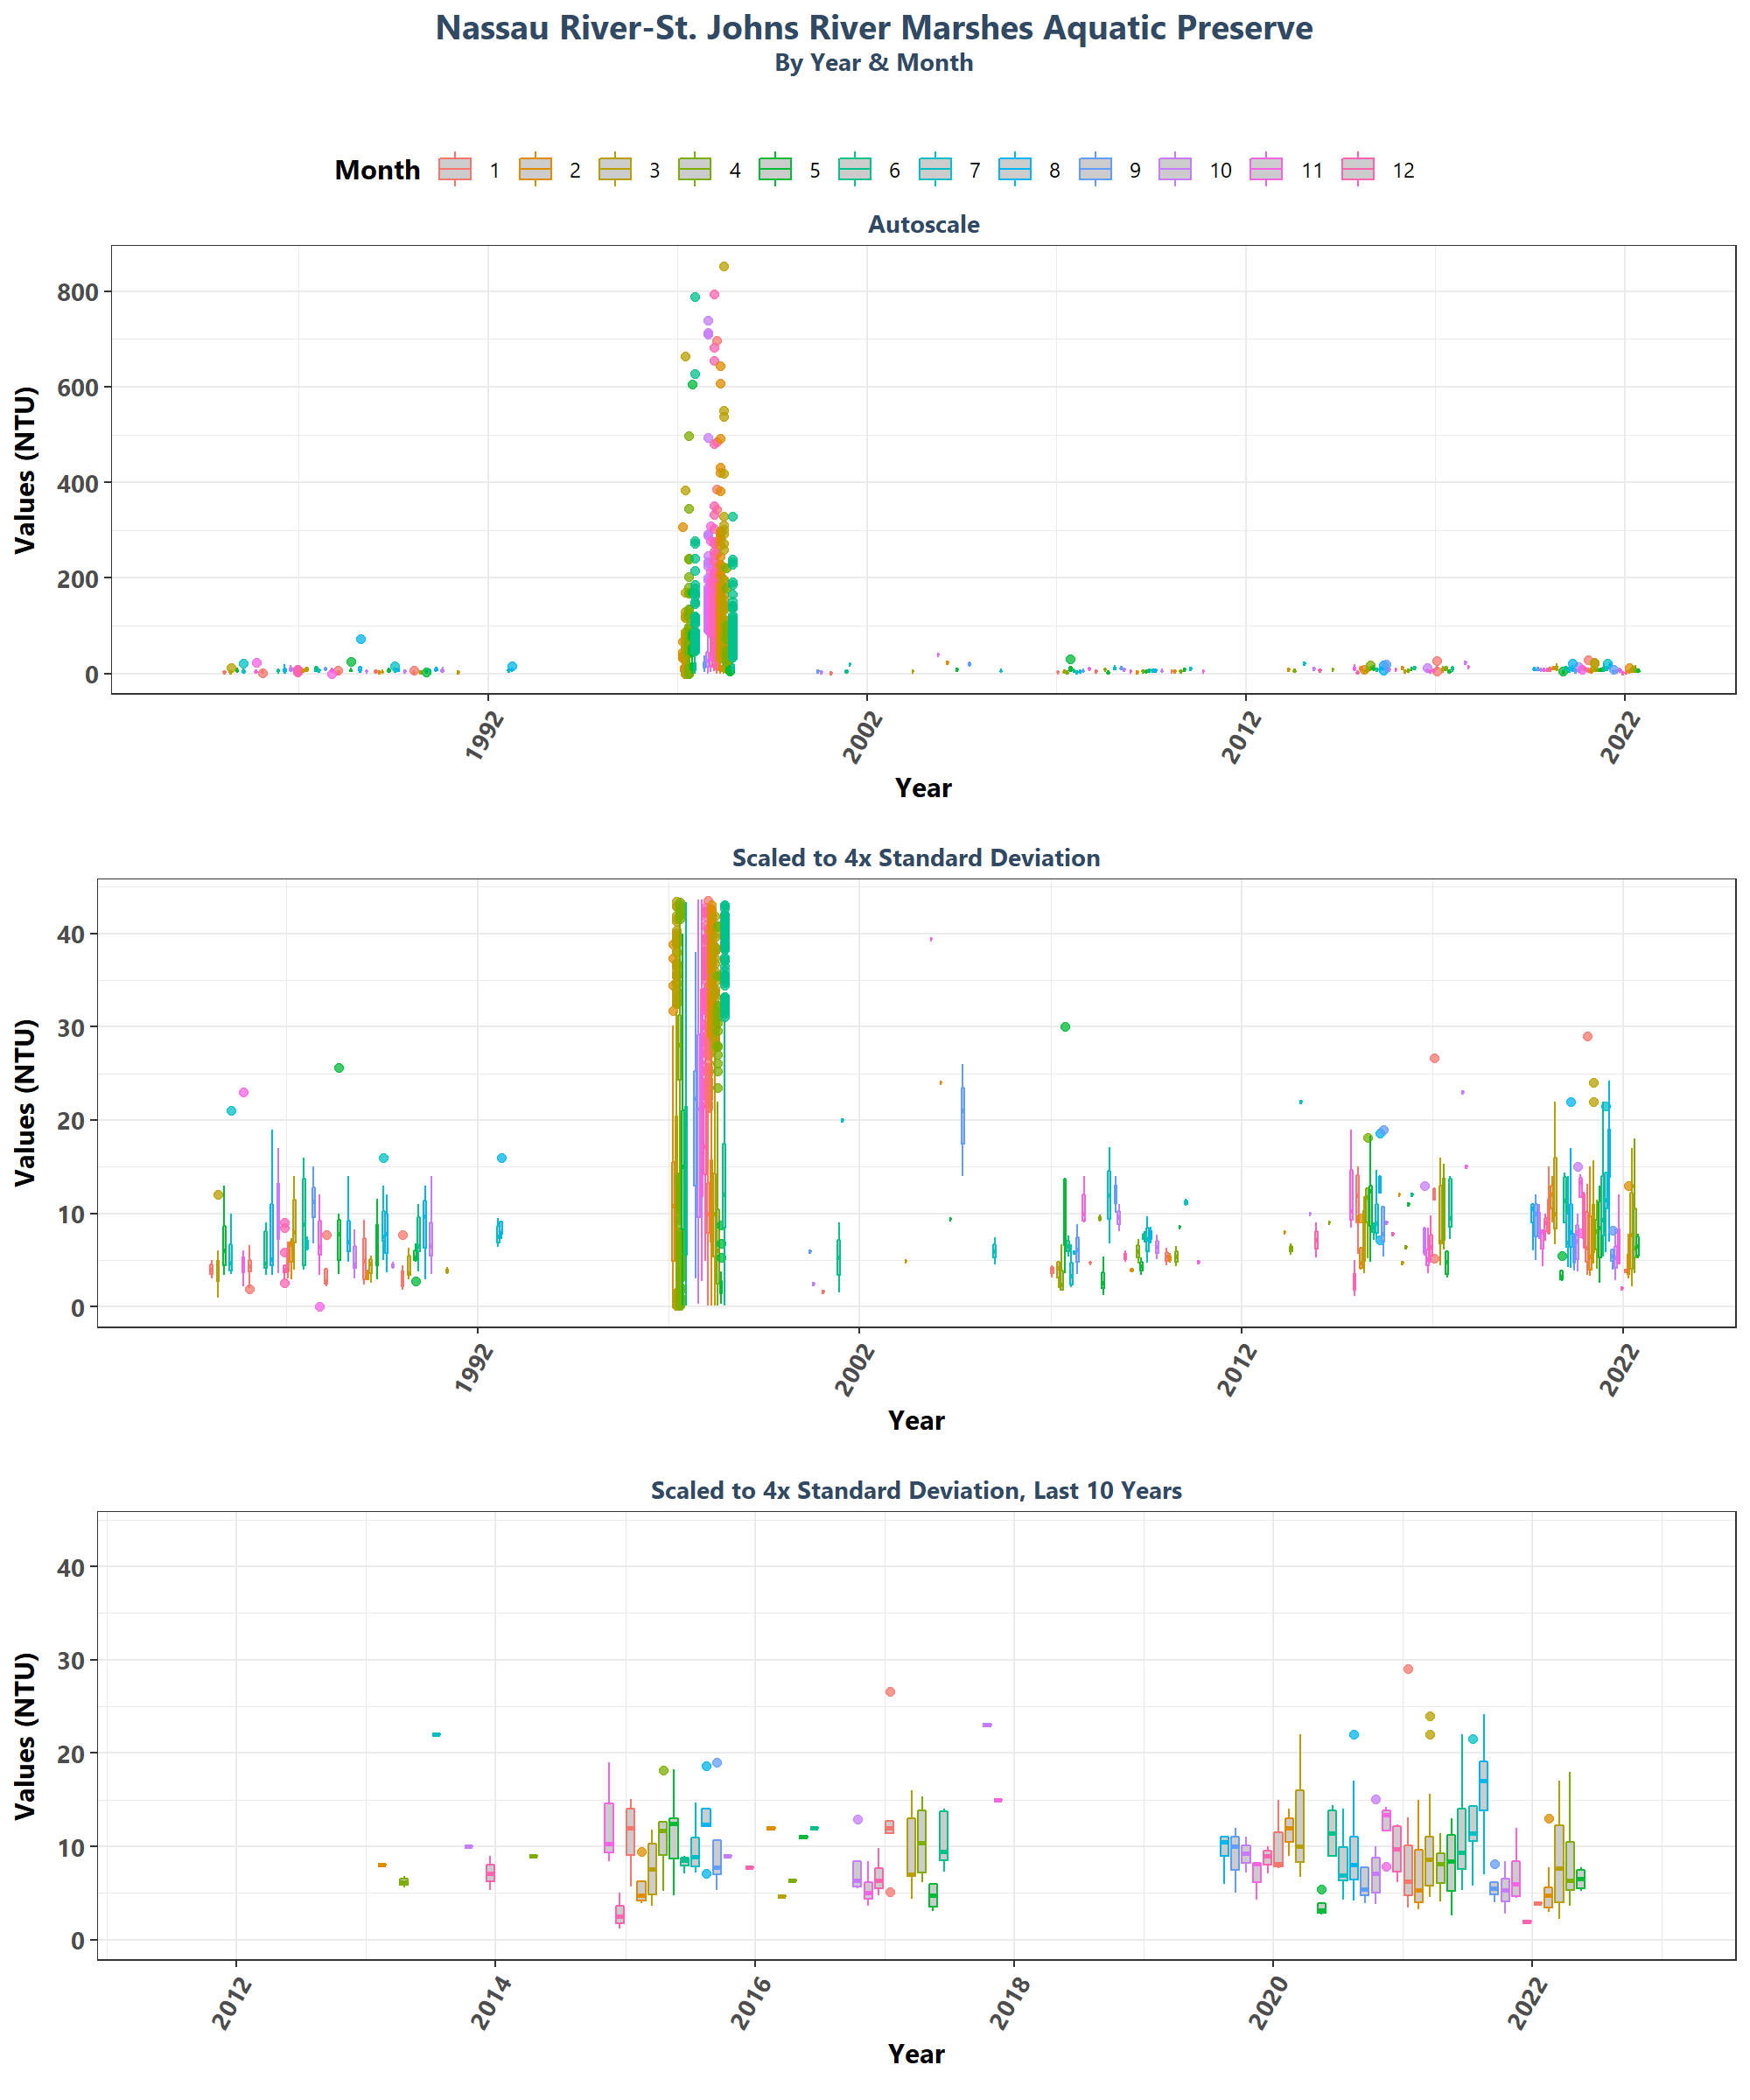 Nassau River-St. Johns River Marshes Aquatic Preserve
By Year & Month
Month 1 2 3 4 5 6 7 8 9 10 11 12
Autoscale
Values (NTU)
800
600
400
200
0
1992 2002 2012 2022
Year
Scaled to 4x Standard Deviation
Values (NTU)
40
30
20
10
0
1992 2002 2012 2022
Year
Scaled to 4x Standard Deviation, Last 10 Years
Values (NTU)
40
30
20
10
0
2012 2014 2016 2018 2020 2022
Year